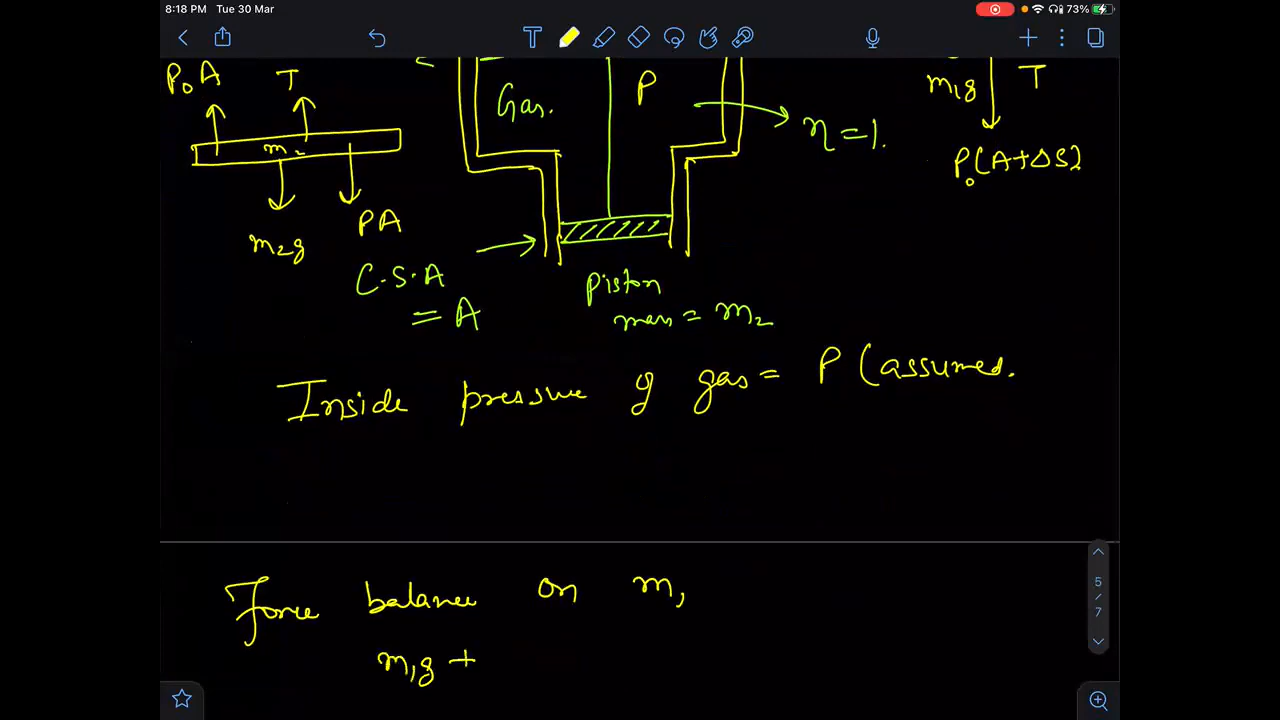 8:18 PM Tue 30 Mar
73%
T
P₀A T
m₂
m₂g PA
Gas. P
η = 1.
m₁g T
P₀(A+ΔS)
C.S.A
= A
piston
mass = m₂
Inside pressure of gas = P (assumed.
5
/
7
Force balance on m,
m₁g +